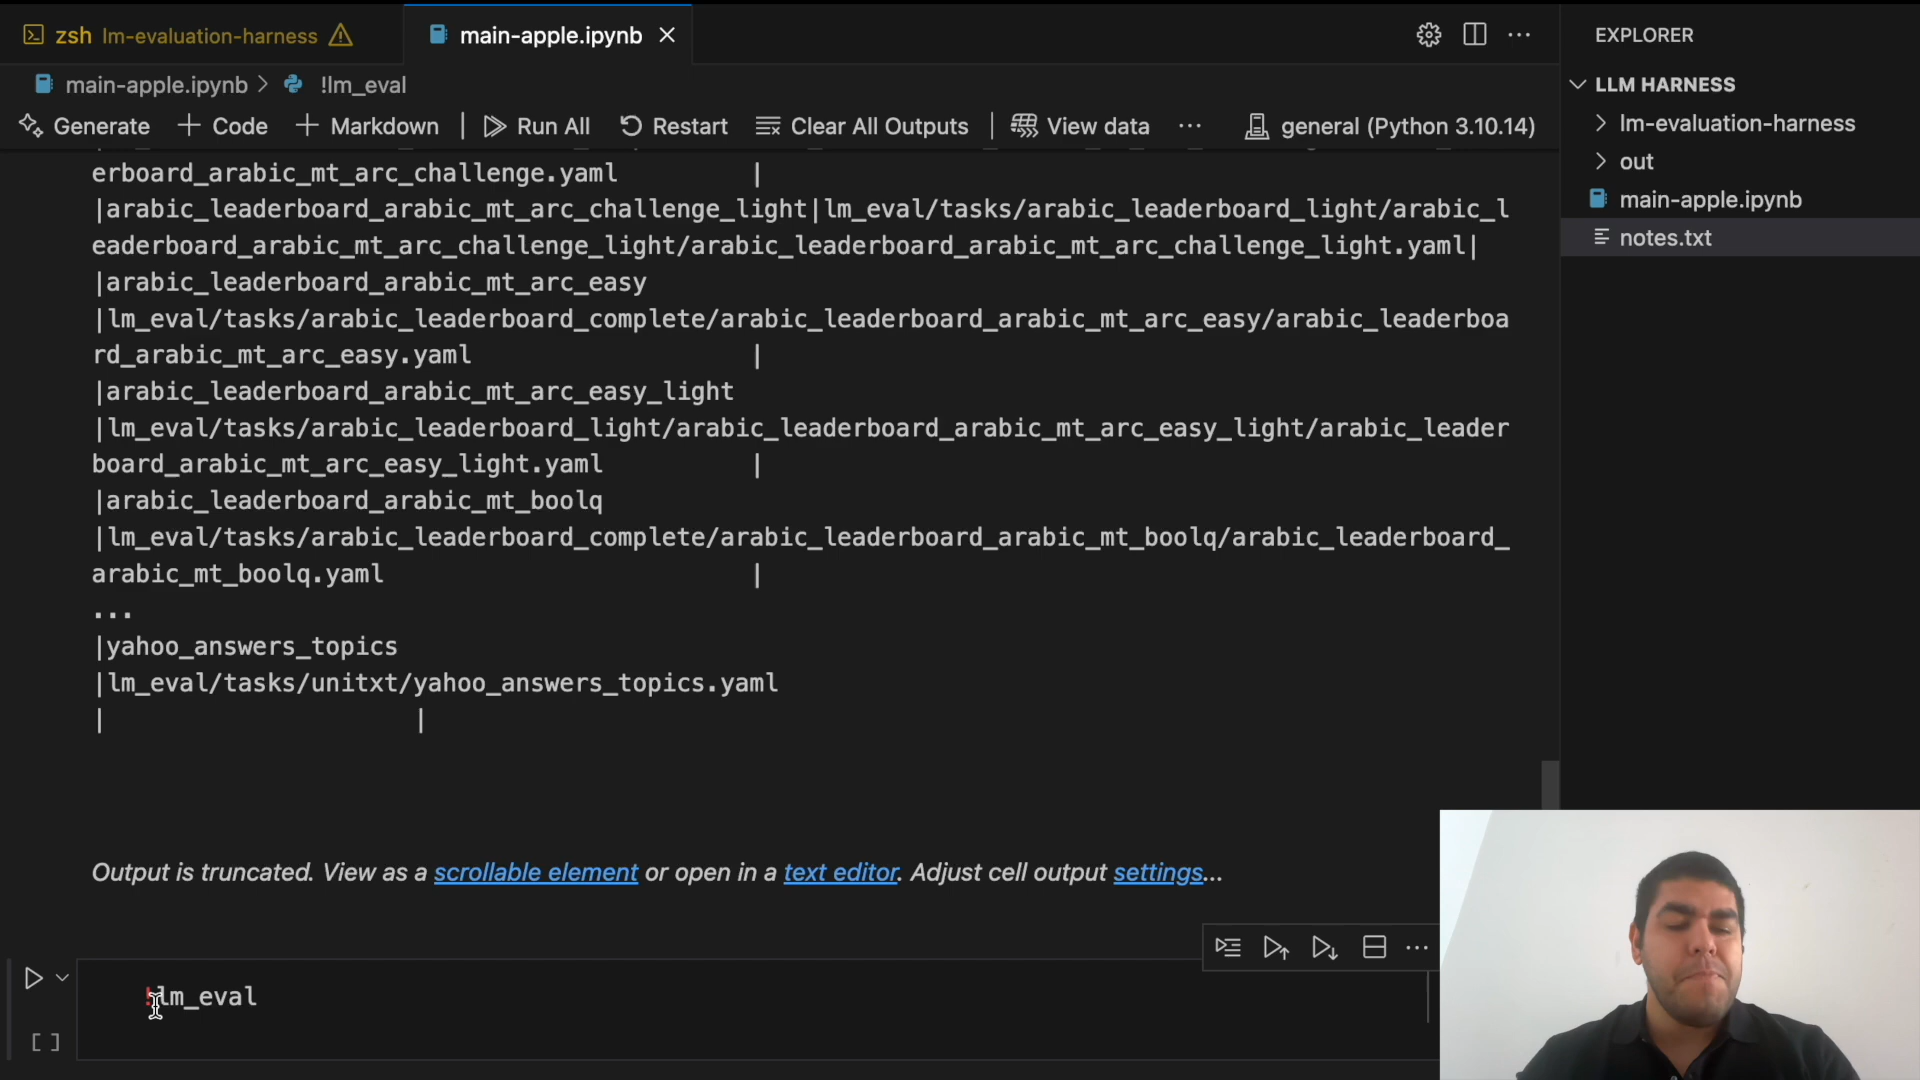 zsh lm-evaluation-harness
main-apple.ipynb
EXPLORER
main-apple.ipynb > !lm_eval
LLM HARNESS
Generate + Code + Markdown | Run All Restart Clear All Outputs | View data ... general (Python 3.10.14)
lm-evaluation-harness
out
main-apple.ipynb
notes.txt
erboard_arabic_mt_arc_challenge.yaml |
|arabic_leaderboard_arabic_mt_arc_challenge_light|lm_eval/tasks/arabic_leaderboard_light/arabic_l
eaderboard_arabic_mt_arc_challenge_light/arabic_leaderboard_arabic_mt_arc_challenge_light.yaml|
|arabic_leaderboard_arabic_mt_arc_easy
|lm_eval/tasks/arabic_leaderboard_complete/arabic_leaderboard_arabic_mt_arc_easy/arabic_leaderboa
rd_arabic_mt_arc_easy.yaml |
|arabic_leaderboard_arabic_mt_arc_easy_light
|lm_eval/tasks/arabic_leaderboard_light/arabic_leaderboard_arabic_mt_arc_easy_light/arabic_leader
board_arabic_mt_arc_easy_light.yaml |
|arabic_leaderboard_arabic_mt_boolq
|lm_eval/tasks/arabic_leaderboard_complete/arabic_leaderboard_arabic_mt_boolq/arabic_leaderboard_
arabic_mt_boolq.yaml |
...
|yahoo_answers_topics
|lm_eval/tasks/unitxt/yahoo_answers_topics.yaml
| |
Output is truncated. View as a scrollable element or open in a text editor. Adjust cell output settings...
!lm_eval
[ ]